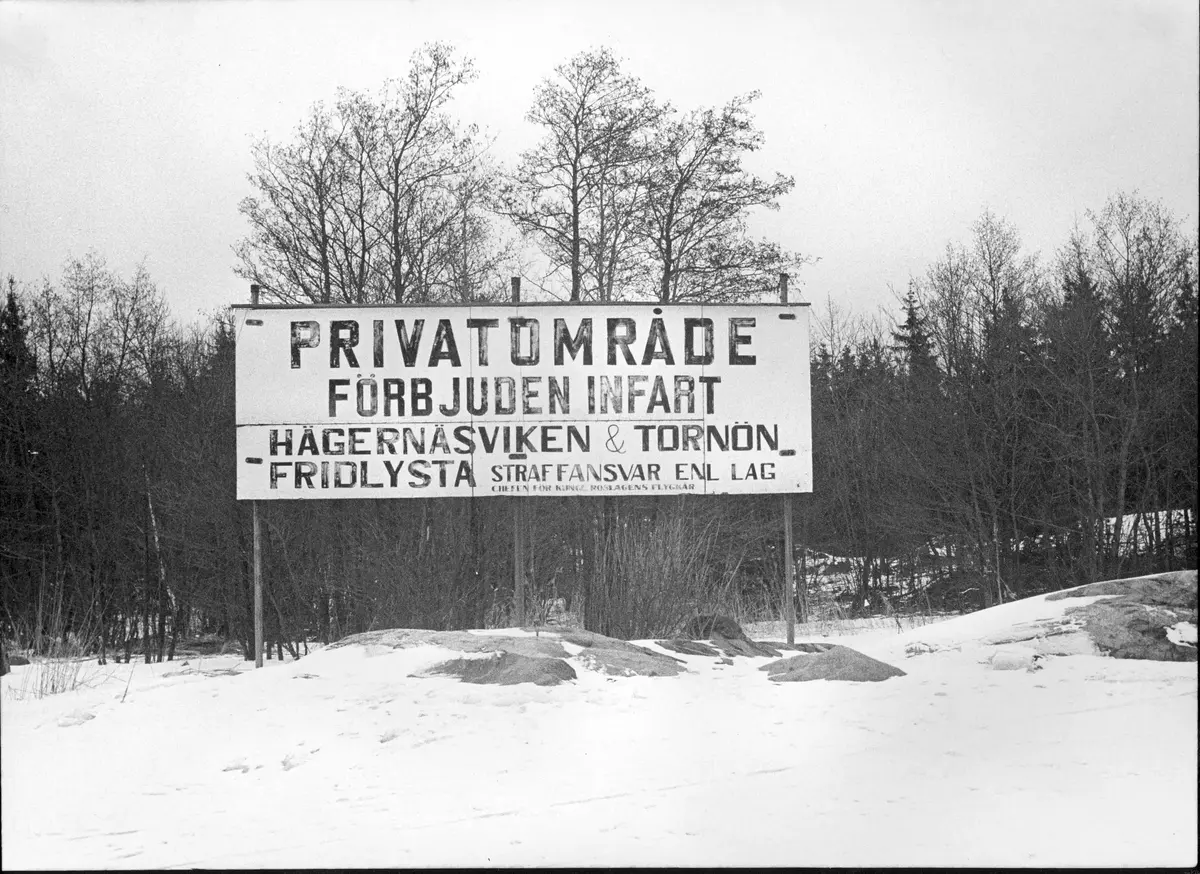 PRIVATOMRÅDE
FÖRBJUDEN INFART
HÄGERNÄSVIKEN & TORNÖN
FRIDLYSTA STRAFFANSVAR ENL LAG
CHEFEN FÖR KUNGL ROSLAGENS FLYGKÅR